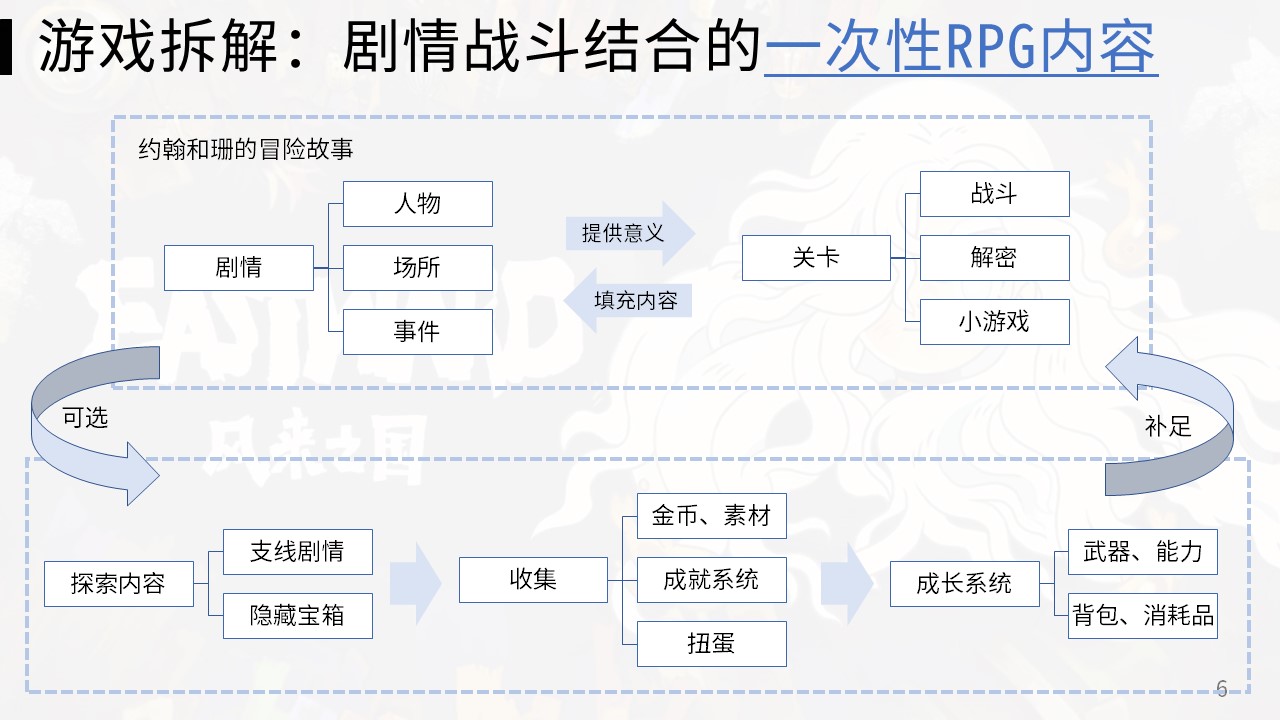 游戏拆解：剧情战斗结合的一次性RPG内容
约翰和珊的冒险故事
剧情
人物
场所
事件
提供意义
填充内容
关卡
战斗
解密
小游戏
可选
补足
EASTWARD
风来之国
探索内容
支线剧情
隐藏宝箱
收集
金币、素材
成就系统
扭蛋
成长系统
武器、能力
背包、消耗品
6